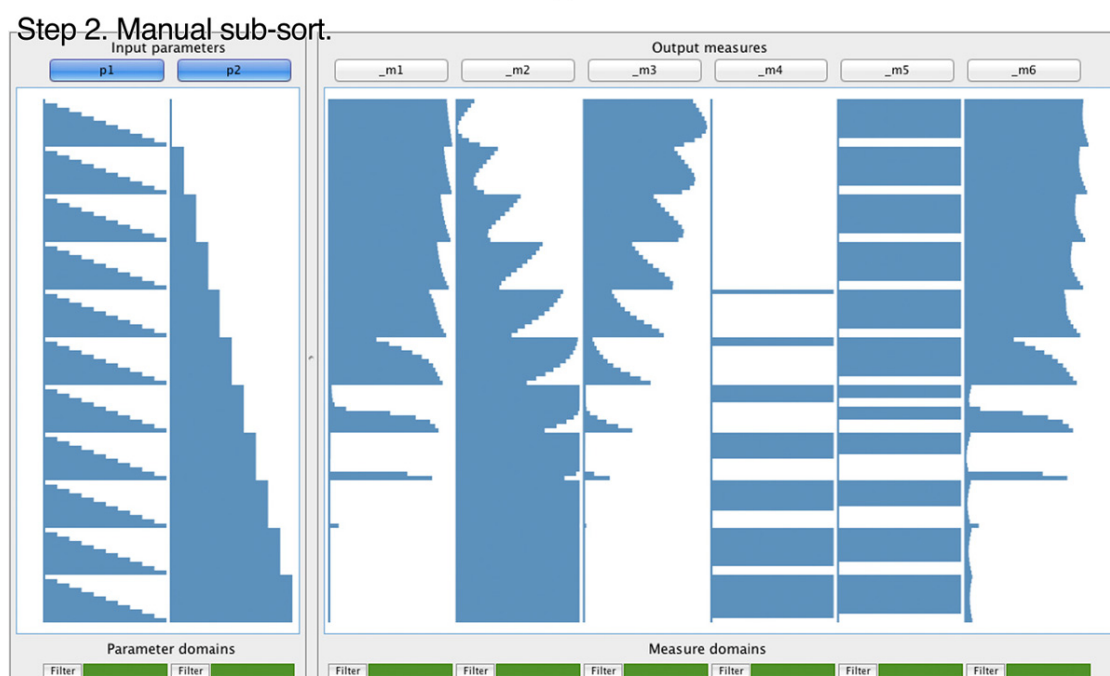 Step 2. Manual sub-sort.
Input parameters
Output measures
p1
p2
_m1
_m2
_m3
_m4
_m5
_m6
Parameter domains
Measure domains
Filter
Filter
Filter
Filter
Filter
Filter
Filter
Filter